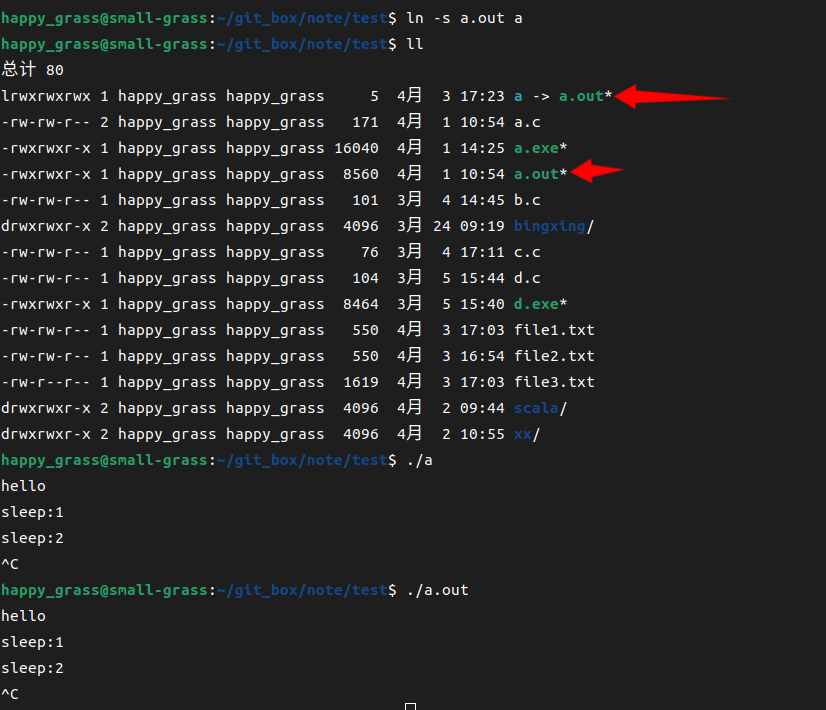 happy_grass@small-grass:~/git_box/note/test$ ln -s a.out a
happy_grass@small-grass:~/git_box/note/test$ ll
总计 80
lrwxrwxrwx 1 happy_grass happy_grass     5  4月   3 17:23 a -> a.out*
-rw-rw-r-- 2 happy_grass happy_grass   171  4月   1 10:54 a.c
-rwxrwxr-x 1 happy_grass happy_grass 16040  4月   1 14:25 a.exe*
-rwxrwxr-x 1 happy_grass happy_grass  8560  4月   1 10:54 a.out*
-rw-rw-r-- 1 happy_grass happy_grass   101  3月   4 14:45 b.c
drwxrwxr-x 2 happy_grass happy_grass  4096  3月  24 09:19 bingxing/
-rw-rw-r-- 1 happy_grass happy_grass    76  3月   4 17:11 c.c
-rw-rw-r-- 1 happy_grass happy_grass   104  3月   5 15:44 d.c
-rwxrwxr-x 1 happy_grass happy_grass  8464  3月   5 15:40 d.exe*
-rw-rw-r-- 1 happy_grass happy_grass   550  4月   3 17:03 file1.txt
-rw-rw-r-- 1 happy_grass happy_grass   550  4月   3 16:54 file2.txt
-rw-r--r-- 1 happy_grass happy_grass  1619  4月   3 17:03 file3.txt
drwxrwxr-x 2 happy_grass happy_grass  4096  4月   2 09:44 scala/
drwxrwxr-x 2 happy_grass happy_grass  4096  4月   2 10:55 xx/
happy_grass@small-grass:~/git_box/note/test$ ./a
hello
sleep:1
sleep:2
^C
happy_grass@small-grass:~/git_box/note/test$ ./a.out
hello
sleep:1
sleep:2
^C